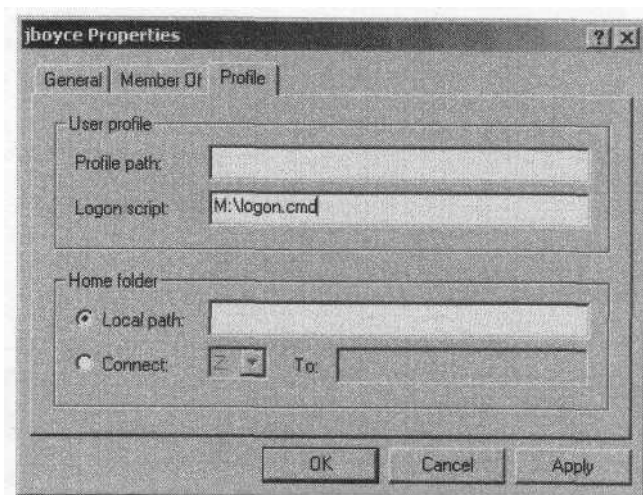 jboyce Properties
? X
General Member Of Profile
User profile
Profile path:
Logon script: M:\logon.cmd
Home folder
Local path:
Connect: Z: To:
OK Cancel Apply